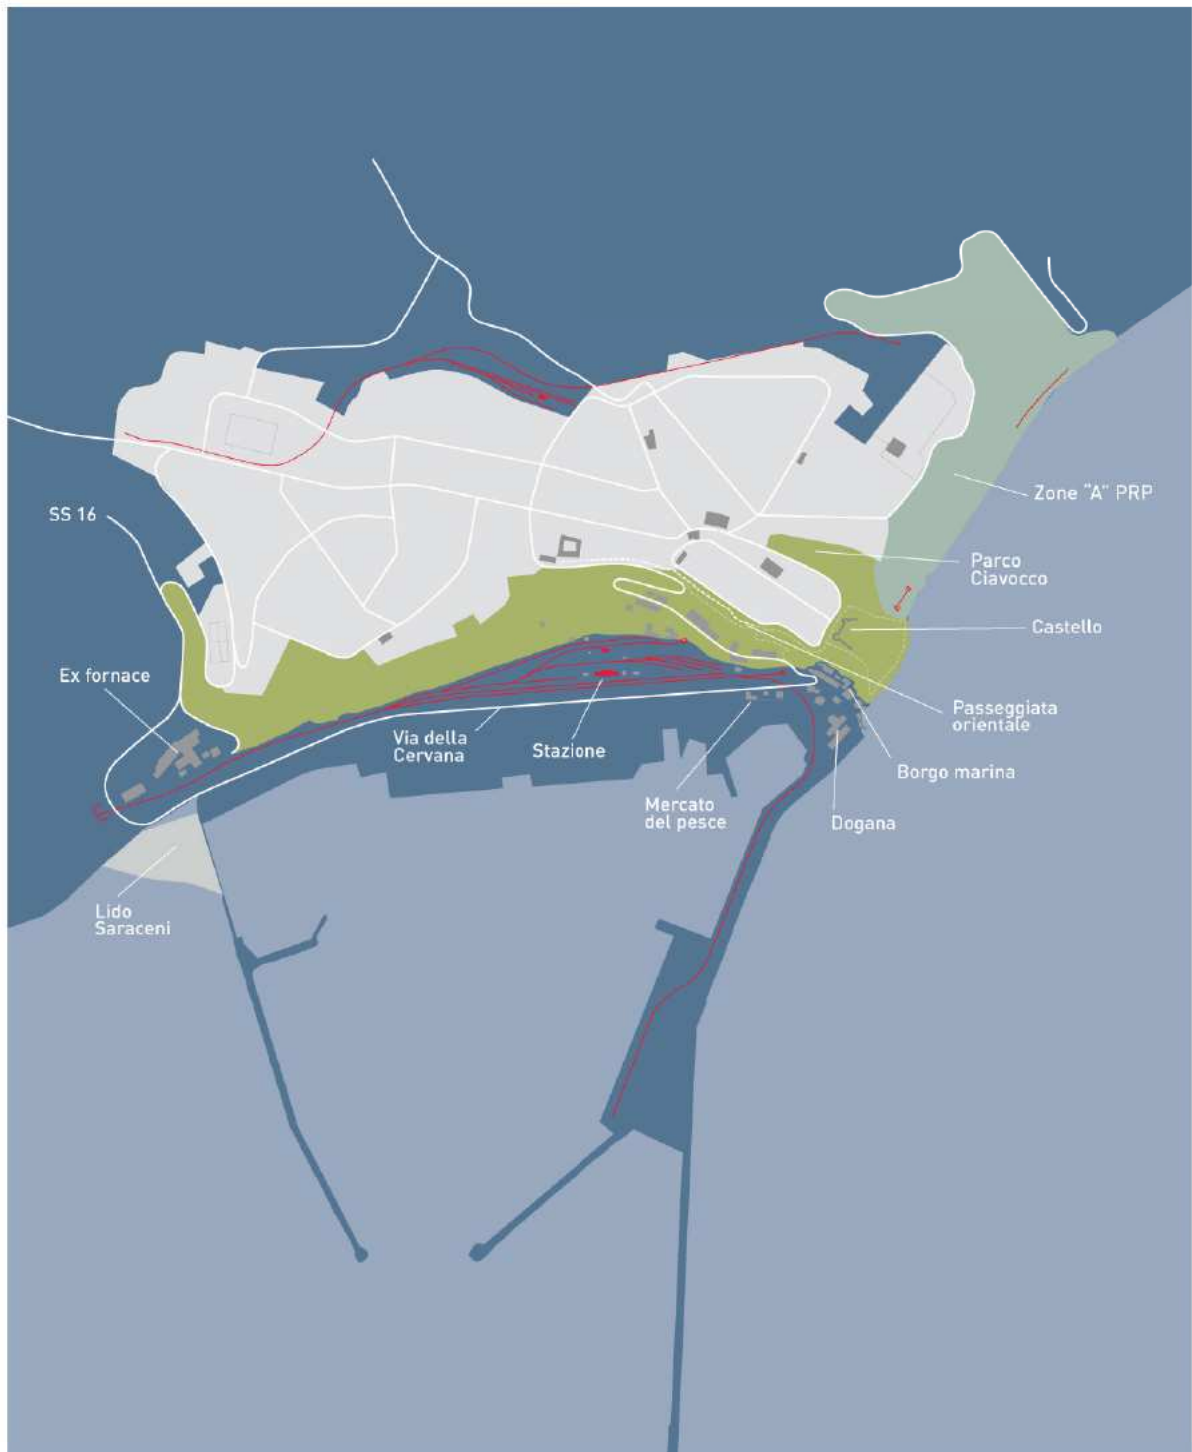 Zone "A" PRP
SS 16
Parco
Ciavocco
Castello
Ex fornace
Passeggiata
orientale
Via della
Cervana
Stazione
Borgo marina
Mercato
del pesce
Dogana
Lido
Saraceni